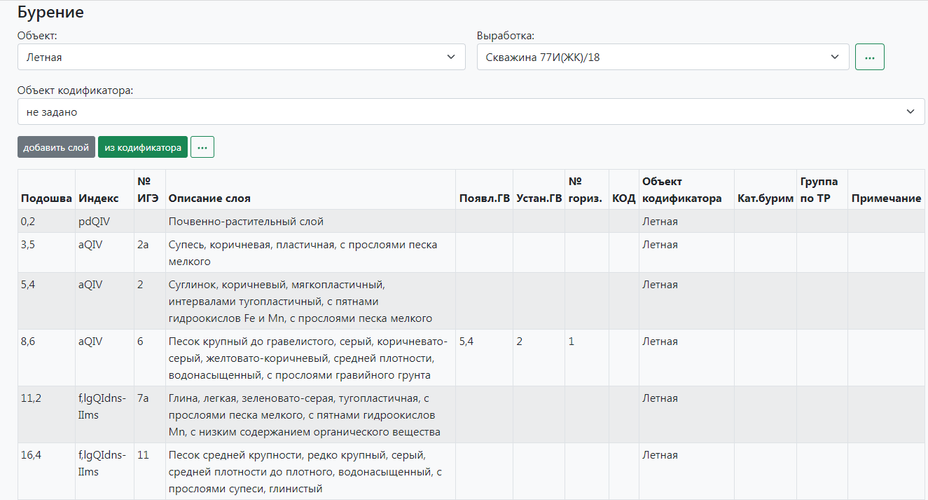 Бурение
Объект:
Летная
Выработка:
Скважина 77И(ЖК)/18
...
Объект кодификатора:
не задано
добавить слой
из кодификатора
...
Подошва Индекс № ИГЭ Описание слоя Появл.ГВ Устан.ГВ № гориз. КОД Объект кодификатора Кат.бурим Группа по ТР Примечание
0,2 pdQIV Почвенно-растительный слой Летная
3,5 aQIV 2а Супесь, коричневая, пластичная, с прослоями песка Летная
мелкого
5,4 aQIV 2 Суглинок, коричневый, мягкопластичный, Летная
интервалами тугопластичный, с пятнами
гидроокислов Fe и Mn, с прослоями песка мелкого
8,6 aQIV 6 Песок крупный до гравелистого, серый, коричневато- 5,4 2 1 Летная
серый, желтовато-коричневый, средней плотности,
водонасыщенный, с прослоями гравийного грунта
11,2 f,lgQIdns- 7а Глина, легкая, зеленовато-серая, тугопластичная, с Летная
IIms прослоями песка мелкого, с пятнами гидроокислов
Mn, с низким содержанием органического вещества
16,4 f,lgQIdns- 11 Песок средней крупности, редко крупный, серый, Летная
IIms средней плотности до плотного, водонасыщенный, с
прослоями супеси, глинистый